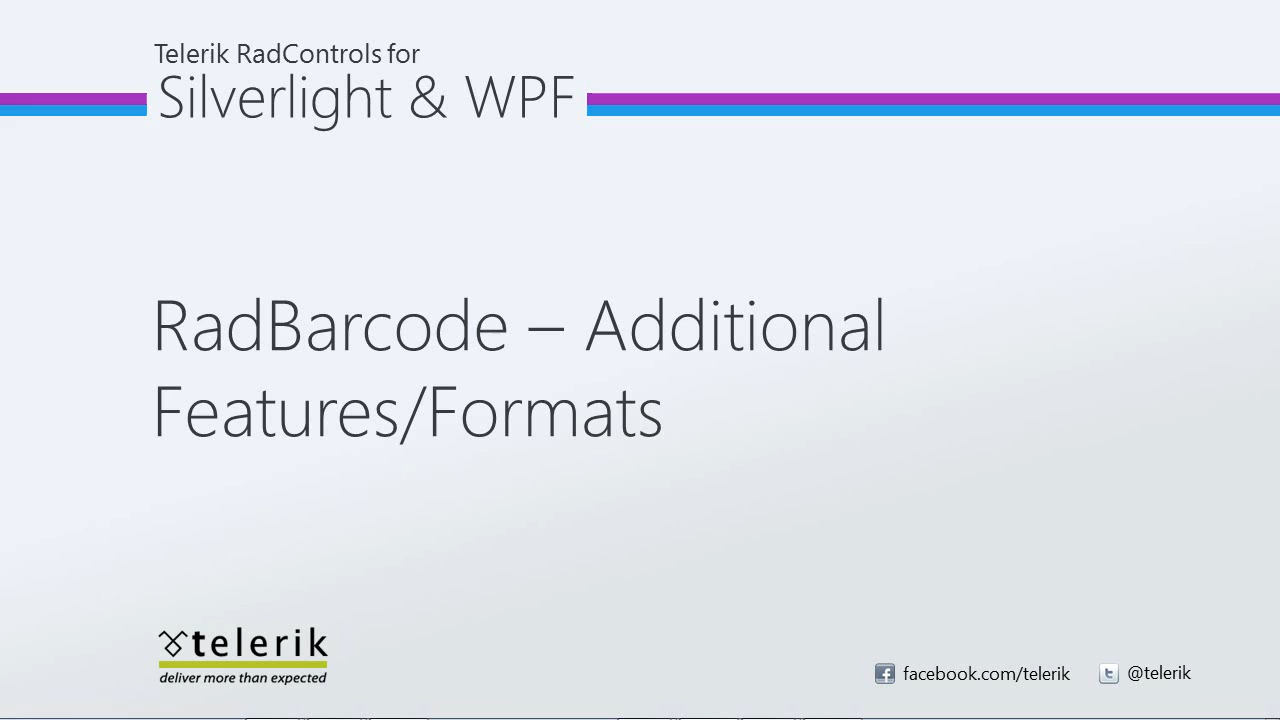 Telerik RadControls for
Silverlight & WPF
RadBarcode – Additional
Features/Formats
telerik
deliver more than expected
facebook.com/telerik
@telerik